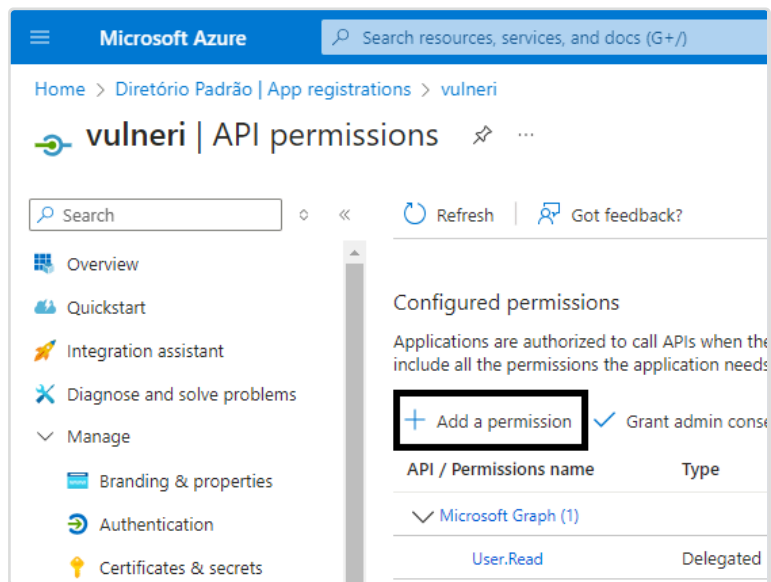 Microsoft Azure
Search resources, services, and docs (G+/)
Home > Diretório Padrão | App registrations > vulneri
vulneri | API permissions
Search
Refresh
Got feedback?
Overview
Quickstart
Integration assistant
Diagnose and solve problems
Manage
Branding & properties
Authentication
Certificates & secrets
Configured permissions
Applications are authorized to call APIs when the
include all the permissions the application needs
Add a permission
Grant admin conse
API / Permissions name
Type
Microsoft Graph (1)
User.Read
Delegated